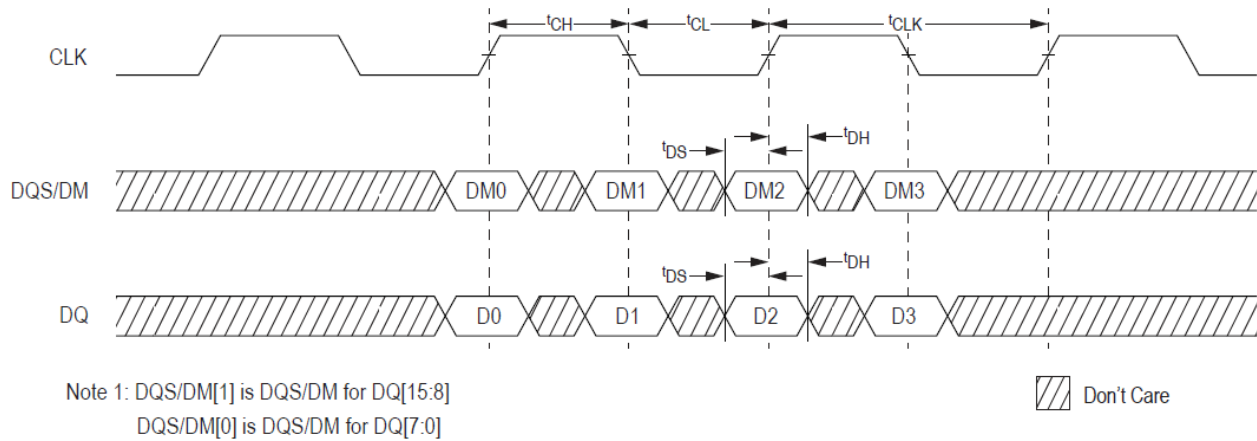 tCH tCL tCLK
CLK
tDS tDH
DQS/DM DM0 DM1 DM2 DM3
tDS tDH
DQ D0 D1 D2 D3
Note 1: DQS/DM[1] is DQS/DM for DQ[15:8]
DQS/DM[0] is DQS/DM for DQ[7:0]
Don't Care